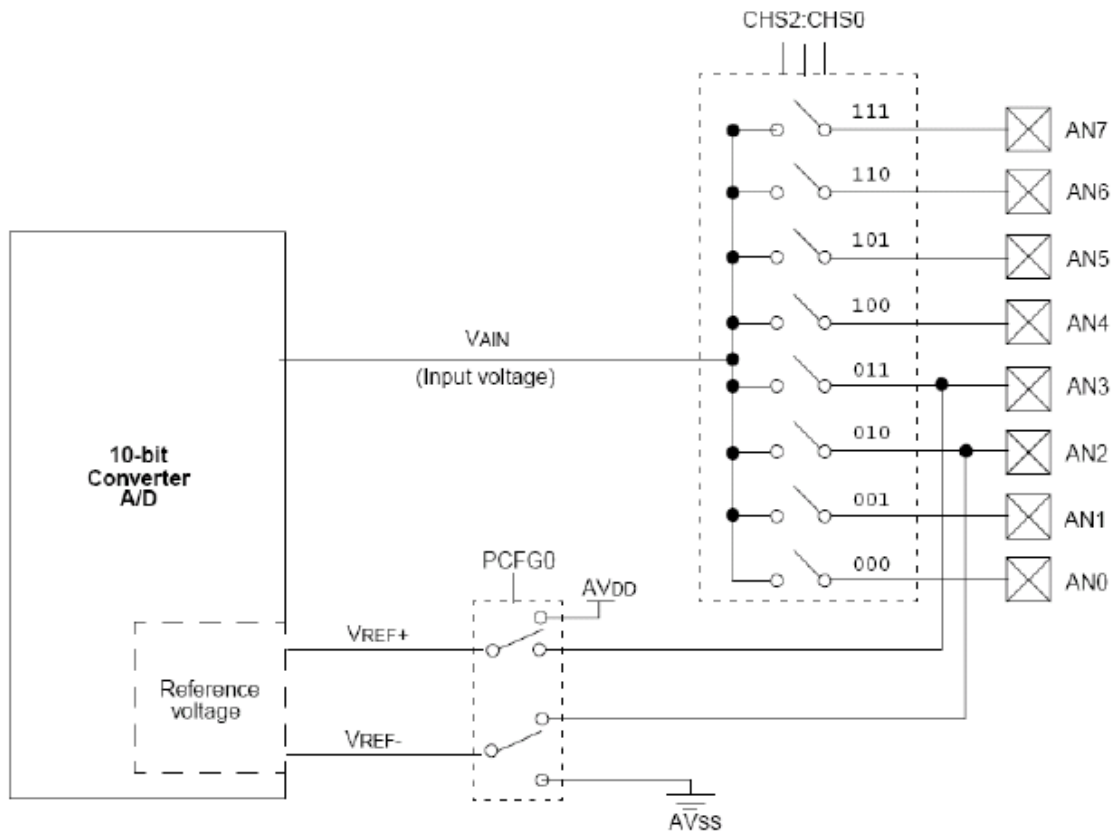 CHS2:CHS0
111
AN7
110
AN6
101
AN5
100
AN4
VAIN
(Input voltage)
011
AN3
010
AN2
10-bit
Converter
A/D
001
AN1
PCFG0
000
AN0
AVDD
VREF+
Reference
voltage
VREF-
AVSS